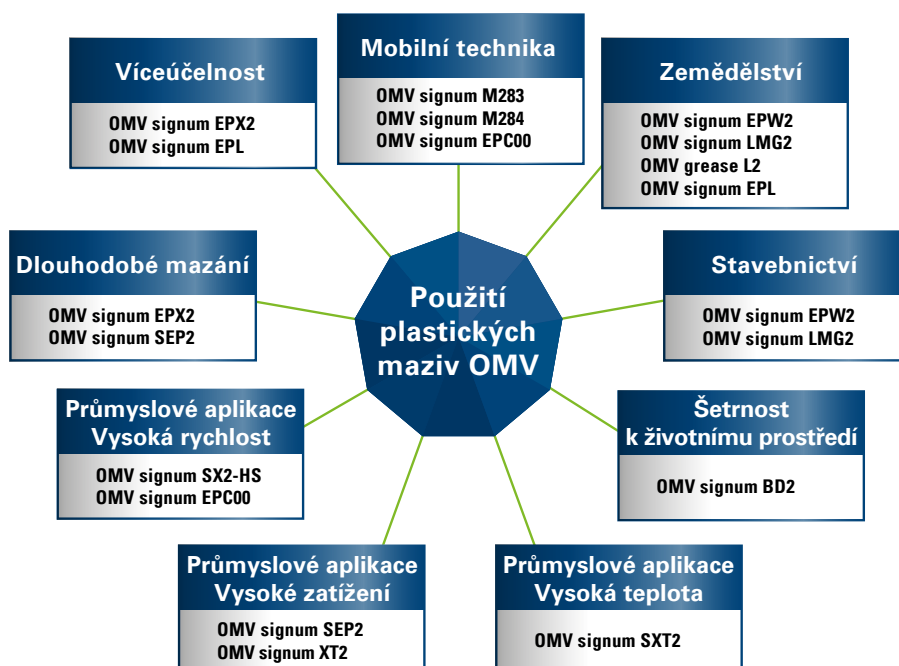 Mobilní technika
OMV signum M283
OMV signum M284
OMV signum EPC00
Víceúčelnost
OMV signum EPX2
OMV signum EPL
Zemědělství
OMV signum EPW2
OMV signum LMG2
OMV grease L2
OMV signum EPL
Dlouhodobé mazání
OMV signum EPX2
OMV signum SEP2
Použití
plastických
maziv OMV
Stavebnictví
OMV signum EPW2
OMV signum LMG2
Průmyslové aplikace
Vysoká rychlost
OMV signum SX2-HS
OMV signum EPC00
Šetrnost
k životnímu prostředí
OMV signum BD2
Průmyslové aplikace
Vysoké zatížení
OMV signum SEP2
OMV signum XT2
Průmyslové aplikace
Vysoká teplota
OMV signum SXT2